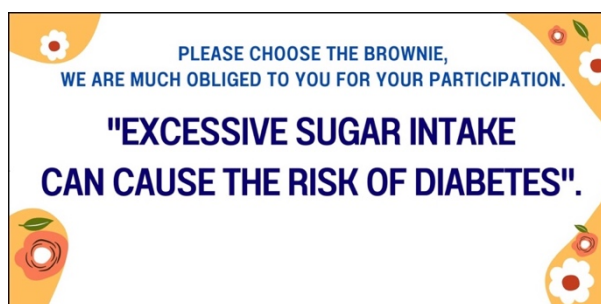 PLEASE CHOOSE THE BROWNIE,
WE ARE MUCH OBLIGED TO YOU FOR YOUR PARTICIPATION.
"EXCESSIVE SUGAR INTAKE
CAN CAUSE THE RISK OF DIABETES".